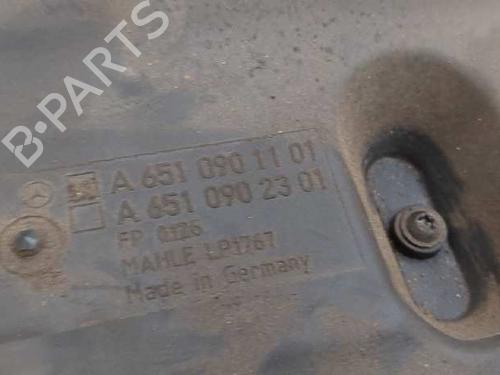 B-PARTS
A 651 090 11 01
A 651 090 23 01
FP 0126
MAHLE LP1767
Made in Germany